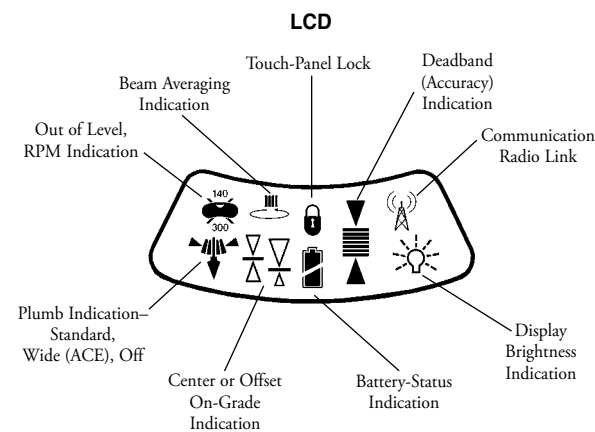 LCD
Touch-Panel Lock
Deadband
(Accuracy)
Indication
Beam Averaging
Indication
Out of Level,
RPM Indication
Communication
Radio Link
140
300
Plumb Indication–
Standard,
Wide (ACE), Off
Center or Offset
On-Grade
Indication
Battery-Status
Indication
Display
Brightness
Indication